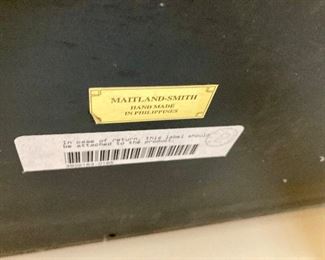 MAITLAND-SMITH
HAND MADE
IN PHILIPPINES
In case of return, this label should
be attached to the product.